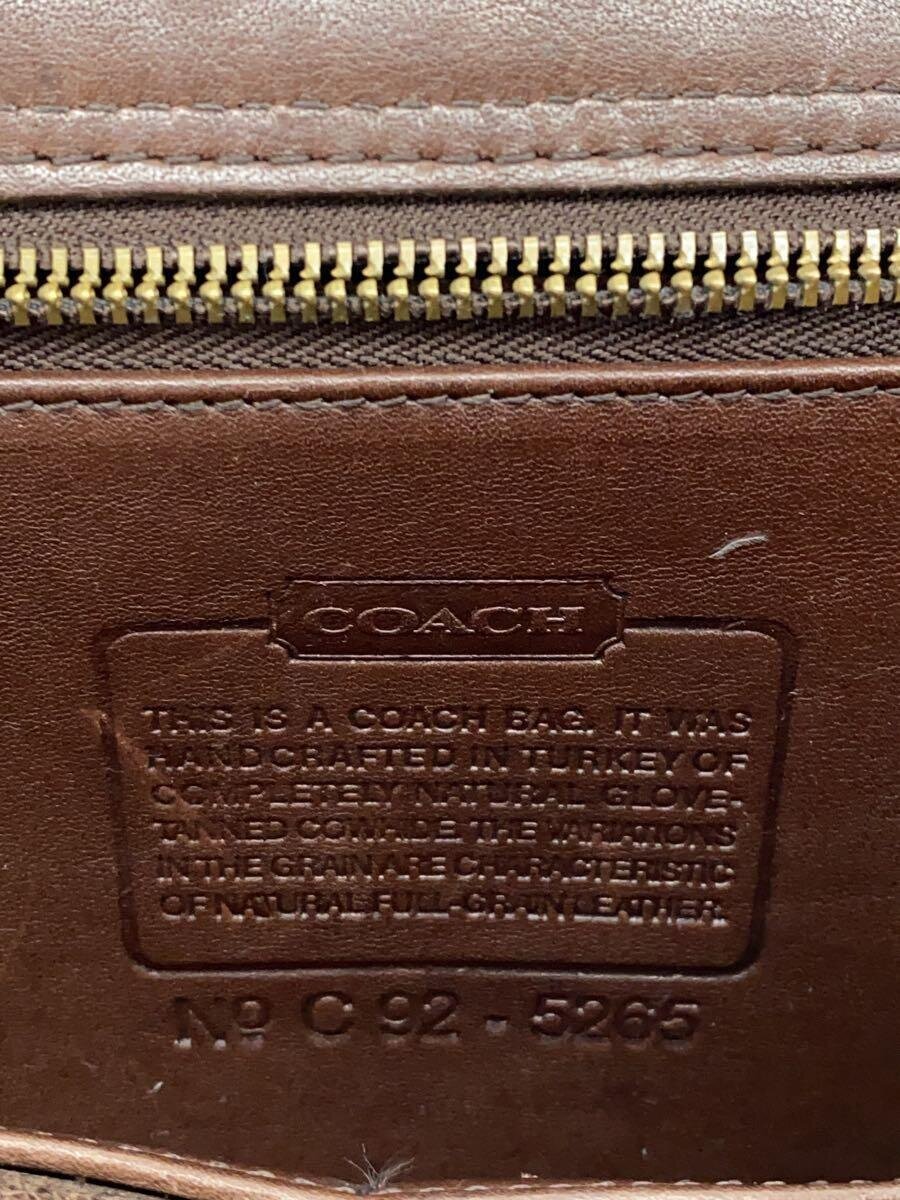 COACH
THIS IS A COACH BAG. IT WAS
HANDCRAFTED IN TURKEY OF
COMPLETELY NATURAL GLOVE-
TANNED COWHIDE. THE VARIATIONS
IN THE GRAIN ARE CHARACTERISTIC
OF NATURAL FULL-GRAIN LEATHER.
Nº C 92 - 5265